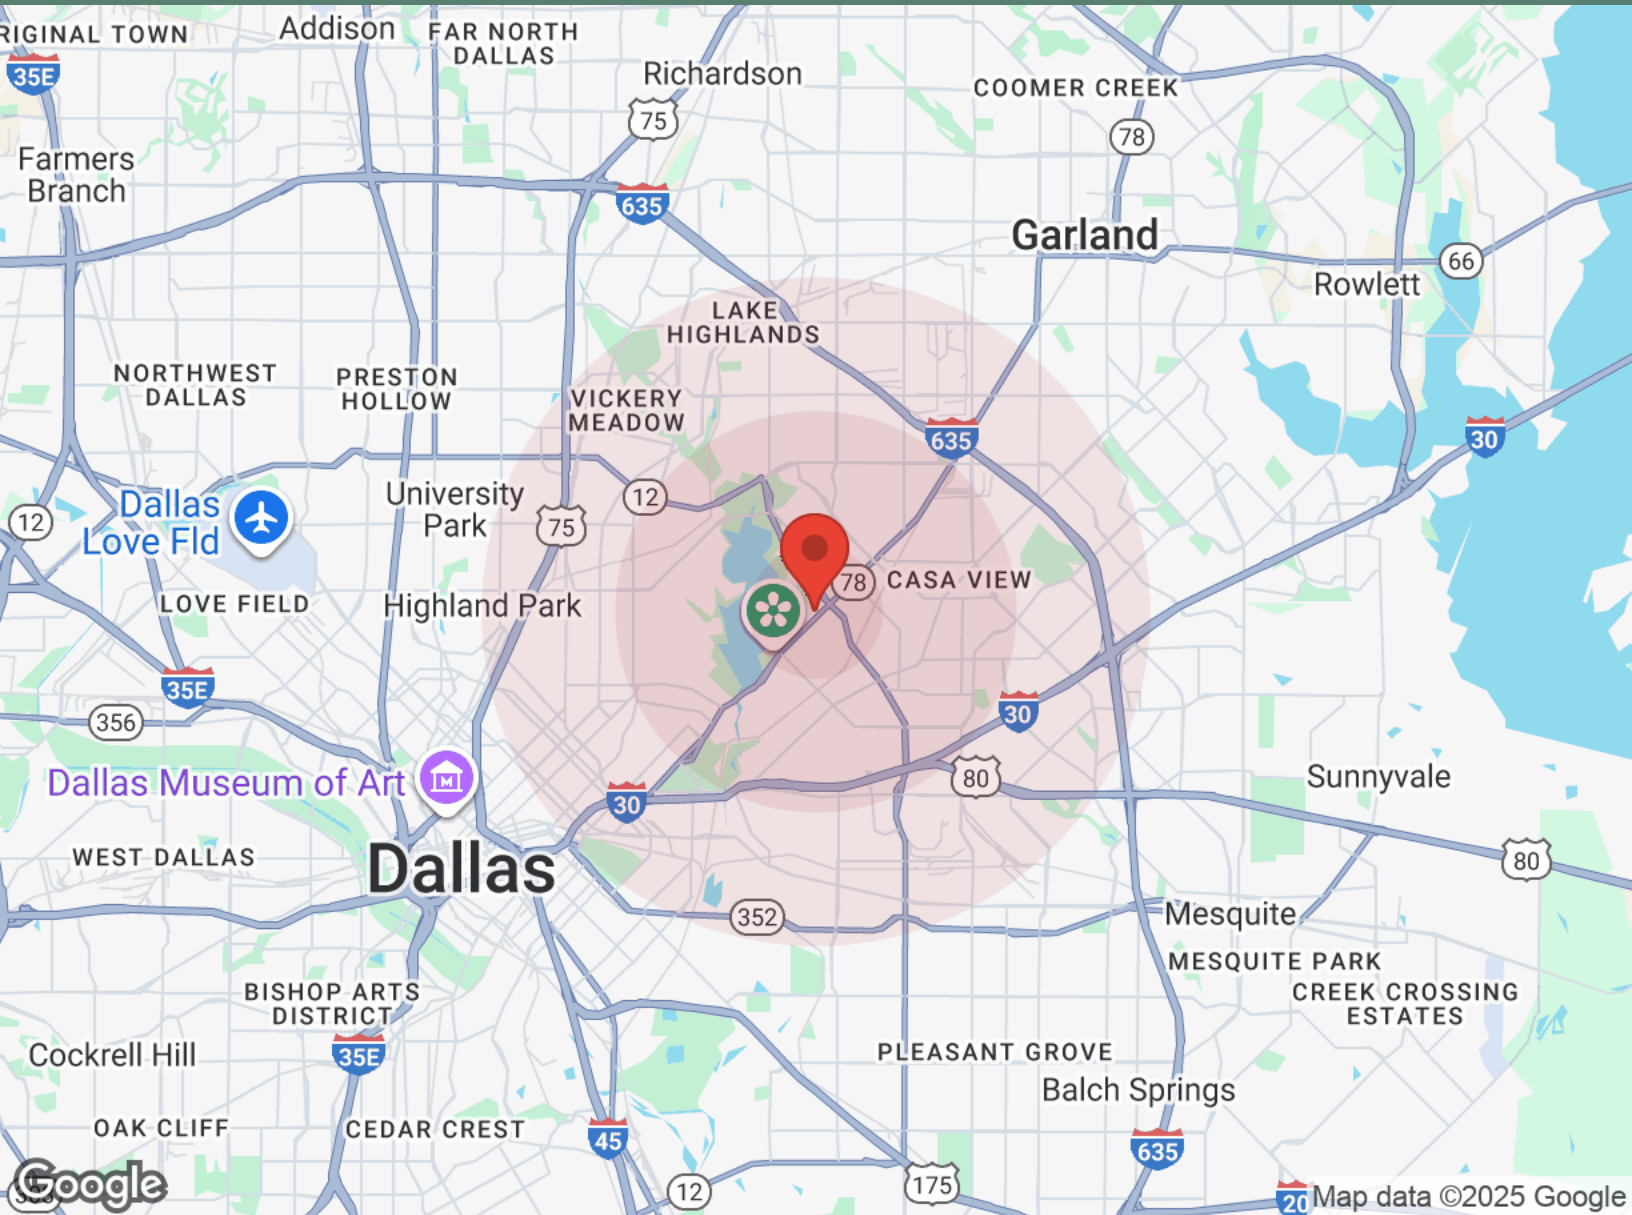 RIGINAL TOWN
Addison
FAR NORTH
DALLAS
35E
Richardson
75
COOMER CREEK
78
Farmers
Branch
635
Garland
66
Rowlett
LAKE
HIGHLANDS
NORTHWEST
DALLAS
PRESTON
HOLLOW
VICKERY
MEADOW
635
30
University
Park
12
75
Dallas
Love Fld
12
78
CASA VIEW
LOVE FIELD
Highland Park
35E
356
30
Dallas Museum of Art
30
80
Sunnyvale
WEST DALLAS
Dallas
80
352
Mesquite
MESQUITE PARK
BISHOP ARTS
DISTRICT
CREEK CROSSING
ESTATES
Cockrell Hill
35E
PLEASANT GROVE
Balch Springs
OAK CLIFF
CEDAR CREST
45
635
Google
12
175
20
Map data ©2025 Google